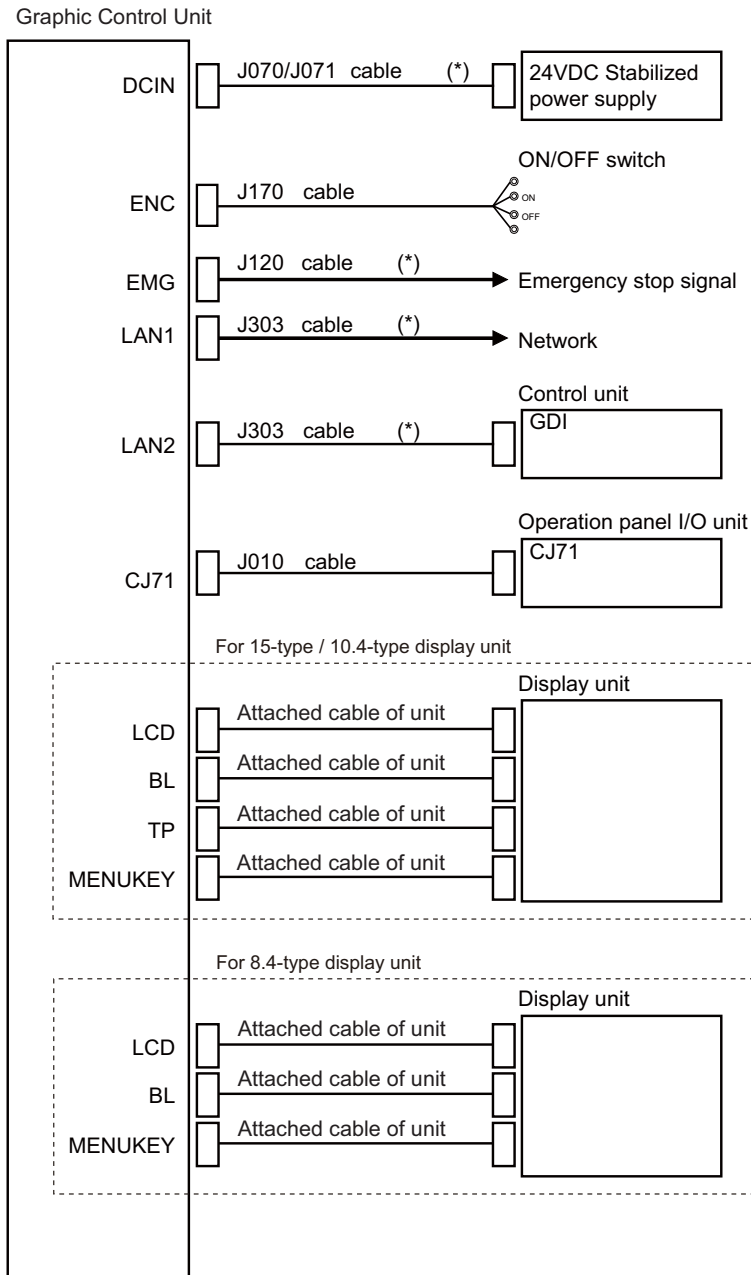 Graphic Control Unit
DCIN
J070/J071 cable (*)
24VDC Stabilized
power supply
ON/OFF switch
ENC
J170 cable
ON
OFF
EMG
J120 cable (*)
Emergency stop signal
LAN1
J303 cable (*)
Network
Control unit
LAN2
J303 cable (*)
GDI
Operation panel I/O unit
CJ71
J010 cable
CJ71
For 15-type / 10.4-type display unit
Display unit
LCD
Attached cable of unit
BL
Attached cable of unit
TP
Attached cable of unit
MENUKEY
Attached cable of unit
For 8.4-type display unit
Display unit
LCD
Attached cable of unit
BL
Attached cable of unit
MENUKEY
Attached cable of unit